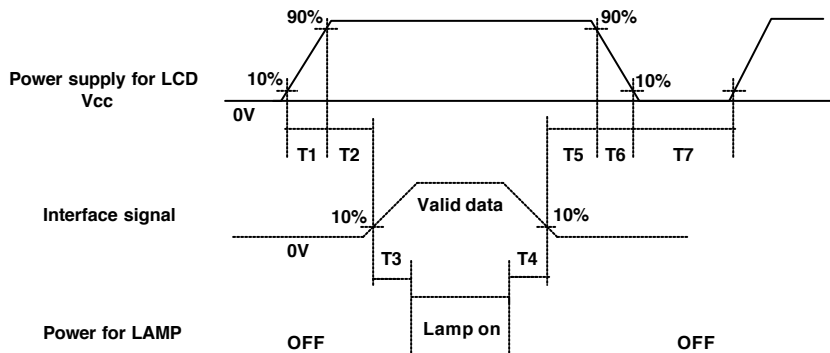 90% 90%
Power supply for LCD
Vcc
10% 10%
0V
T1 T2 T5 T6 T7
Interface signal
10% Valid data 10%
0V
T3 T4
Power for LAMP
OFF Lamp on OFF